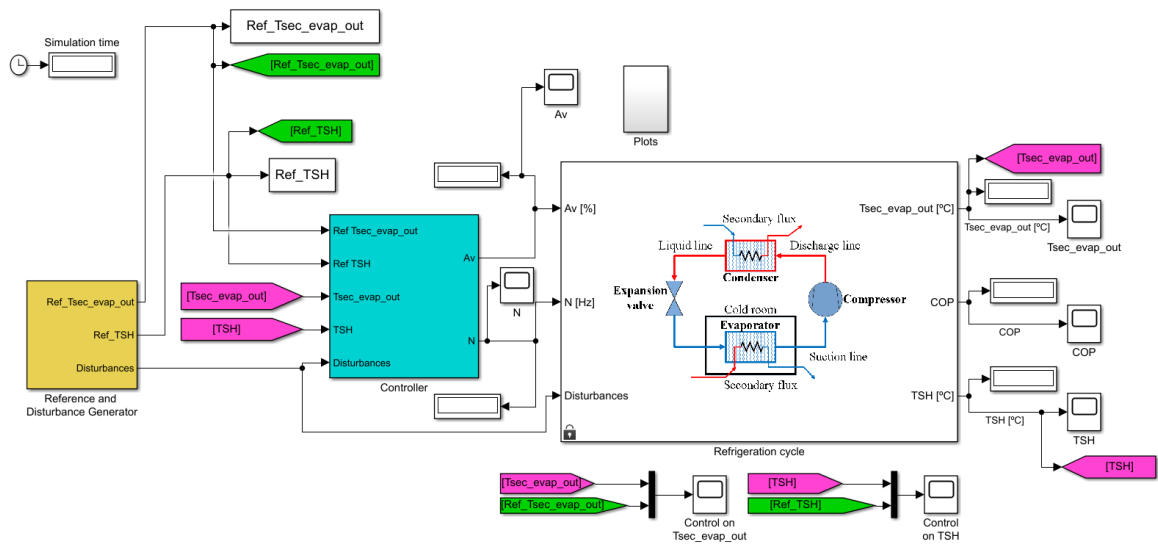 Ref_Tsec_evap_out
Simulation time
[Ref_Tsec_evap_out]
Av
[Ref_TSH]
Plots
Ref_TSH
[Tsec_evap_out]
Ref Tsec_evap_out
Ref TSH
Tsec_evap_out
TSH
Disturbances
Av
N
Controller
[Tsec_evap_out]
[TSH]
N
Ref_Tsec_evap_out
Ref_TSH
Disturbances
Reference and
Disturbance Generator
Av [%]
N [Hz]
Disturbances
Secondary flux
Liquid line
Discharge line
Condenser
Expansion
valve
Compressor
Cold room
Evaporator
Suction line
Secondary flux
Tsec_evap_out [ºC]
COP
TSH [ºC]
Refrigeration cycle
Tsec_evap_out [ºC]
Tsec_evap_out
COP
COP
TSH [ºC]
TSH
[TSH]
[Tsec_evap_out]
[Ref_Tsec_evap_out]
Control on
Tsec_evap_out
[TSH]
[Ref_TSH]
Control
on TSH